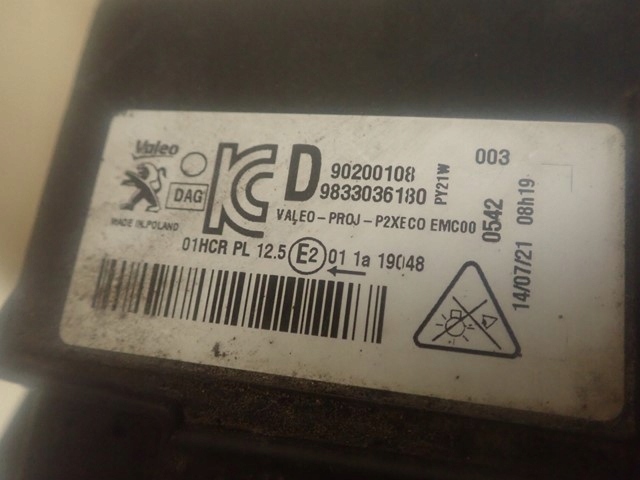 Valeo
DAG
MADE IN POLAND
KC
D
90200108
9833036180
PY21W
003
VALEO-PROJ-P2XECO EMC00
0542
14/07/21 08h19
01HCR PL 12.5 E2 01 1a 19048